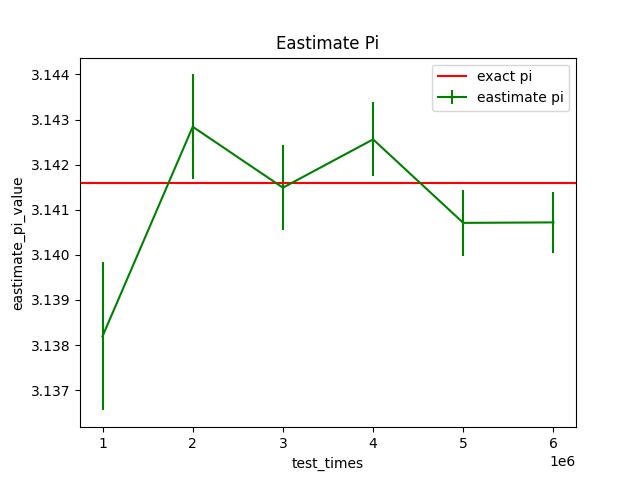 Eastimate Pi
exact pi
eastimate pi
eastimate_pi_value
3.144
3.143
3.142
3.141
3.140
3.139
3.138
3.137
1 2 3 4 5 6
1e6
test_times